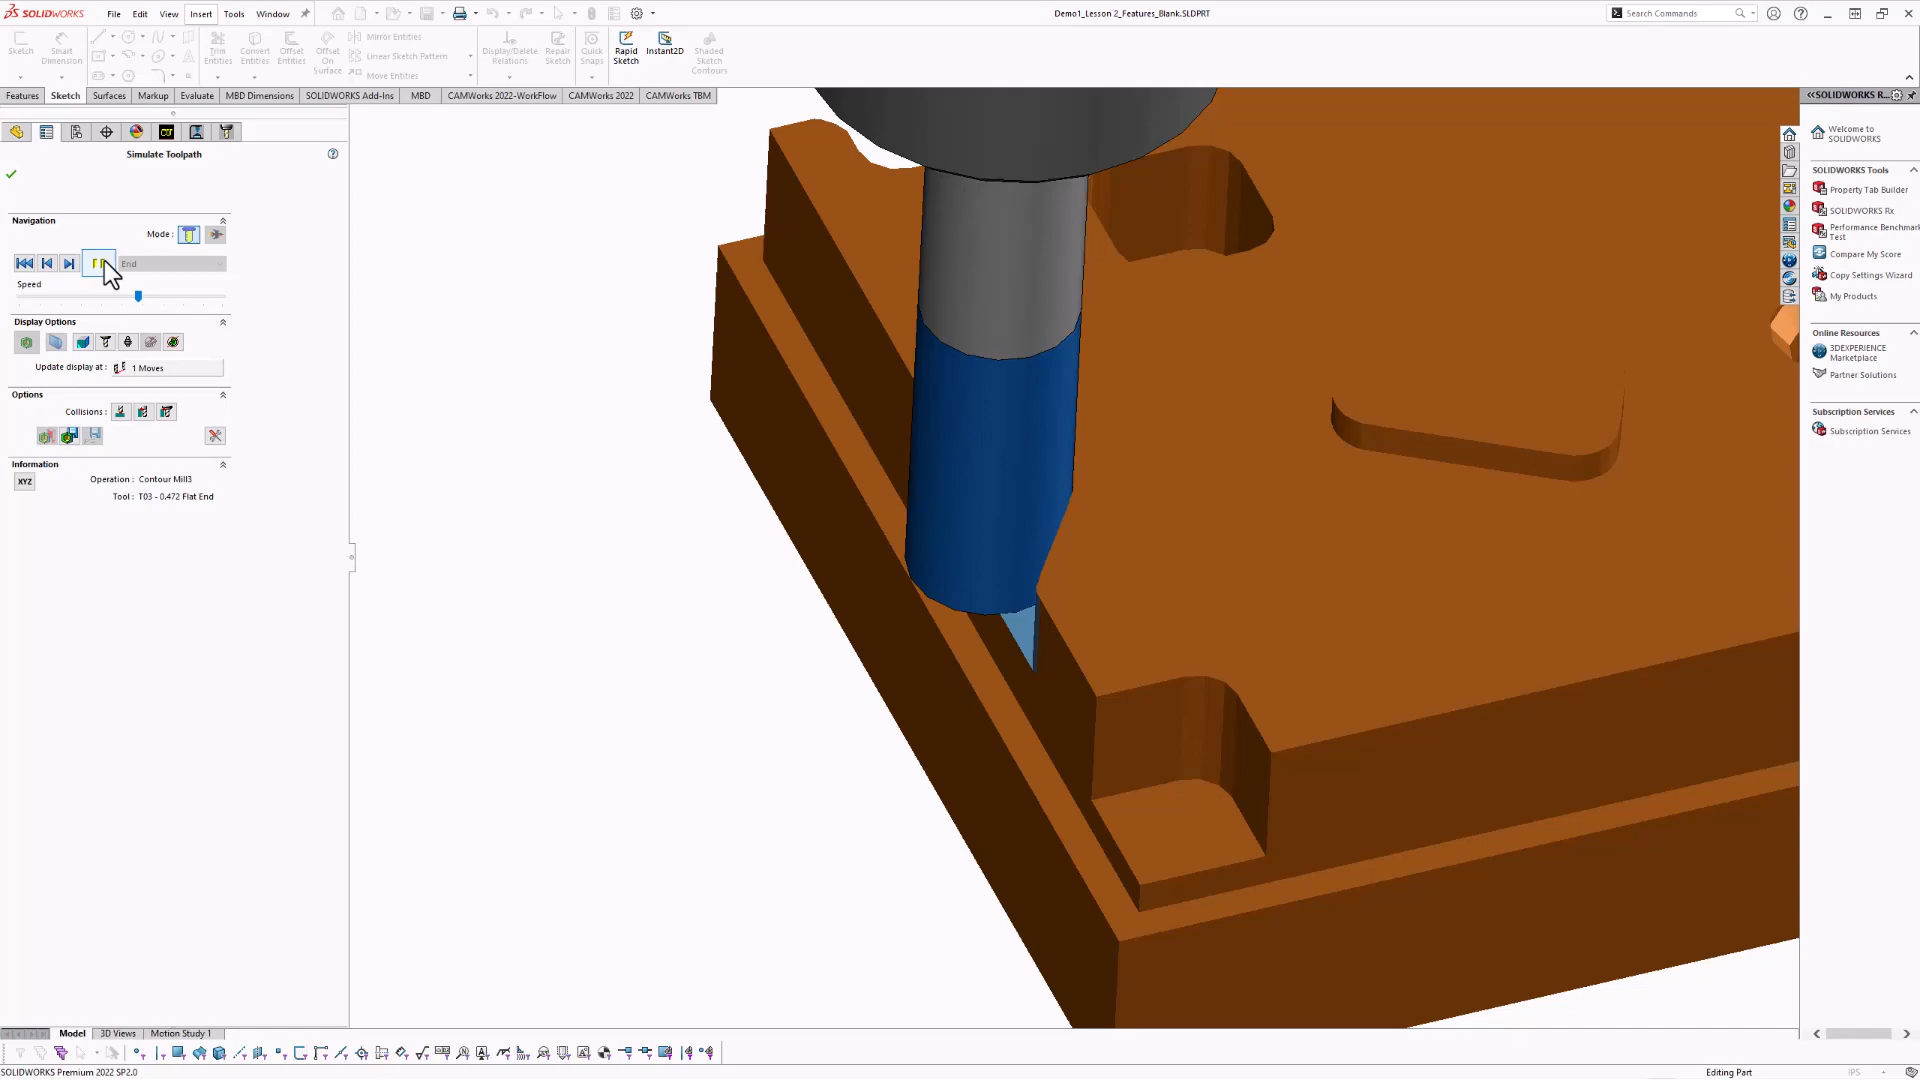 SOLIDWORKS
File Edit View Insert Tools Window
Demo1_Lesson 2_Features_Blank.SLDPRT
Search Commands
Sketch
Smart Dimension
Trim Entities
Convert Entities
Offset Entities
Offset On Surface
Mirror Entities
Linear Sketch Pattern
Move Entities
Display/Delete Relations
Repair Sketch
Quick Snaps
Rapid Sketch
Instant2D
Shaded Sketch Contours
Features Sketch Surfaces Markup Evaluate MBD Dimensions SOLIDWORKS Add-Ins MBD CAMWorks 2022-WorkFlow CAMWorks 2022 CAMWorks TBM
Simulate Toolpath
Navigation
Mode :
End
Speed
Display Options
Update display at : 1 Moves
Options
Collisions :
Information
XYZ
Operation : Contour Mill3
Tool : T03 - 0.472 Flat End
SOLIDWORKS R...
Welcome to
SOLIDWORKS
SOLIDWORKS Tools
Property Tab Builder
SOLIDWORKS Rx
Performance Benchmark
Test
Compare My Score
Copy Settings Wizard
My Products
Online Resources
3DEXPERIENCE
Marketplace
Partner Solutions
Subscription Services
Subscription Services
Model 3D Views Motion Study 1
SOLIDWORKS Premium 2022 SP2.0
Editing Part
IPS